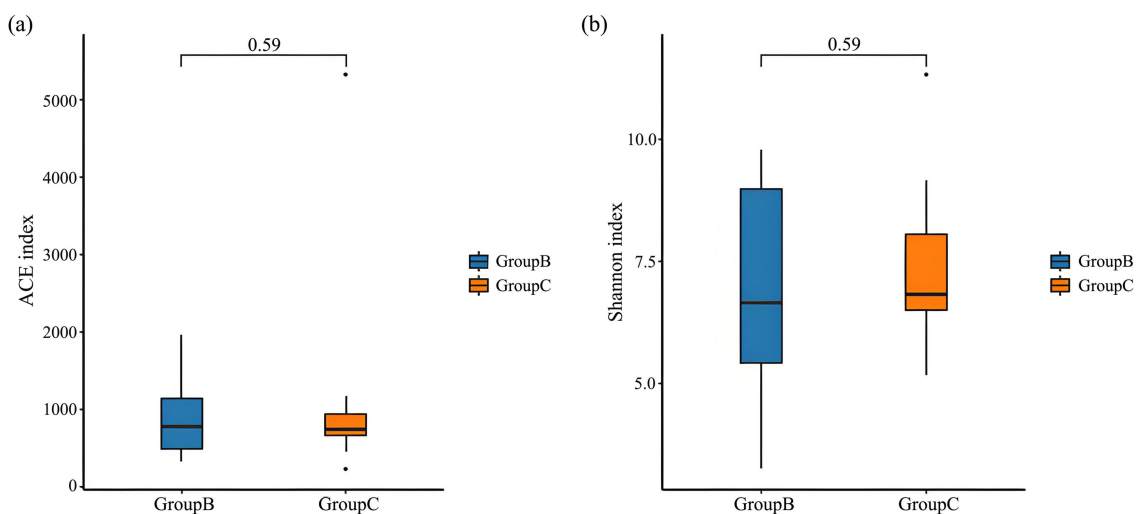 (a)
0.59
5000
4000
3000
2000
1000
0
ACE index
GroupB
GroupC
GroupB
GroupC
(b)
0.59
10.0
7.5
5.0
Shannon index
GroupB
GroupC
GroupB
GroupC